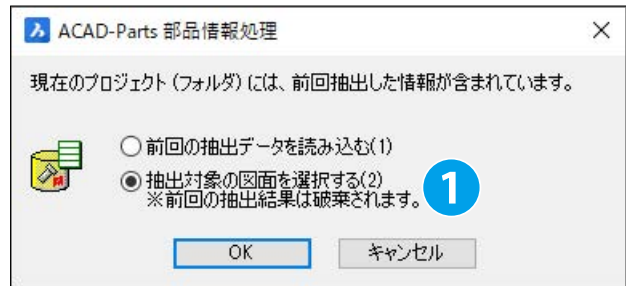 ACAD-Parts 部品情報処理
現在のプロジェクト(フォルダ)には、前回抽出した情報が含まれています。
前回の抽出データを読み込む(1)
抽出対象の図面を選択する(2)
※前回の抽出結果は破棄されます。
1
OK キャンセル